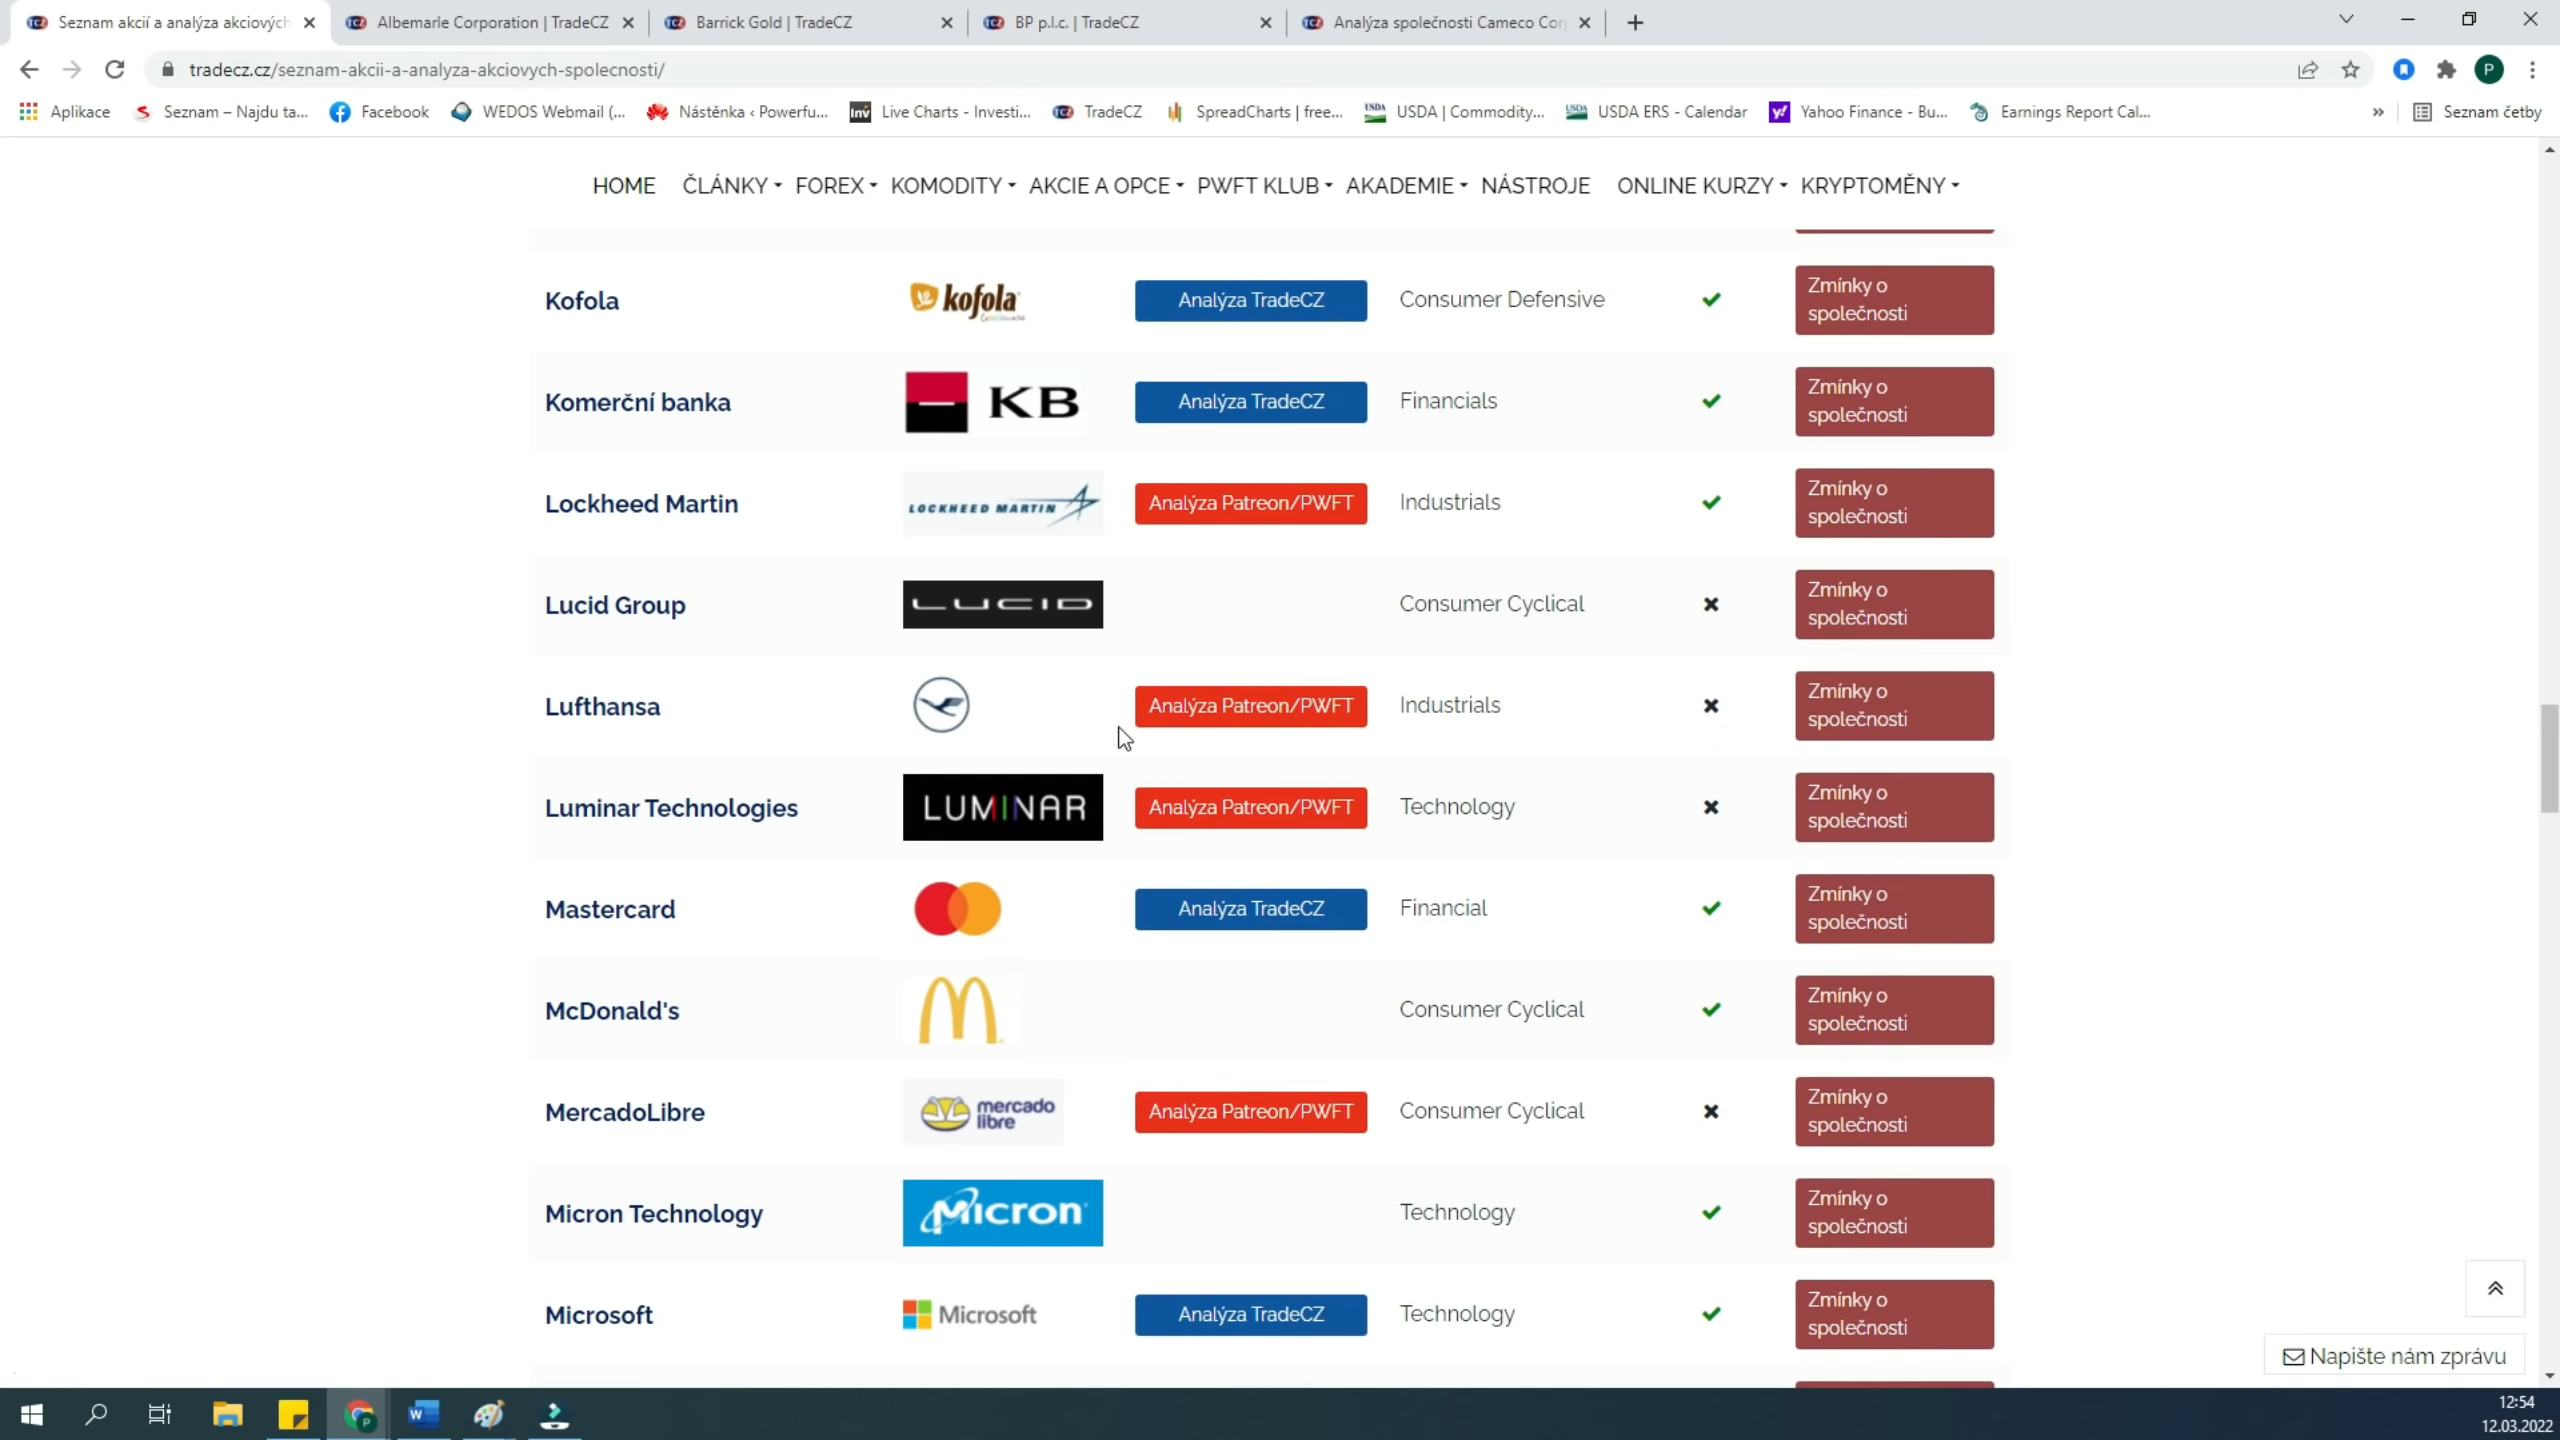 Seznam akcií a analýza akciových
Albemarle Corporation | TradeCZ
Barrick Gold | TradeCZ
BP p.l.c. | TradeCZ
Analýza společnosti Cameco Cor
tradecz.cz/seznam-akcii-a-analyza-akciovych-spolecnosti/
P
Aplikace
Seznam – Najdu ta...
Facebook
WEDOS Webmail (...
Nástěnka ‹ Powerfu...
Live Charts - Investi...
TradeCZ
SpreadCharts | free...
USDA | Commodity...
USDA ERS - Calendar
Yahoo Finance - Bu...
Earnings Report Cal...
»
Seznam četby
HOME ČLÁNKY FOREX KOMODITY AKCIE A OPCE PWFT KLUB AKADEMIE NÁSTROJE ONLINE KURZY KRYPTOMĚNY
Kofola
kofola
Analýza TradeCZ
Consumer Defensive
Zmínky o
společnosti
Komerční banka
KB
Analýza TradeCZ
Financials
Zmínky o
společnosti
Lockheed Martin
LOCKHEED MARTIN
Analýza Patreon/PWFT
Industrials
Zmínky o
společnosti
Lucid Group
LUCID
Consumer Cyclical
Zmínky o
společnosti
Lufthansa
Analýza Patreon/PWFT
Industrials
Zmínky o
společnosti
Luminar Technologies
LUMINAR
Analýza Patreon/PWFT
Technology
Zmínky o
společnosti
Mastercard
Analýza TradeCZ
Financial
Zmínky o
společnosti
McDonald's
Consumer Cyclical
Zmínky o
společnosti
MercadoLibre
mercado
libre
Analýza Patreon/PWFT
Consumer Cyclical
Zmínky o
společnosti
Micron Technology
Micron
Technology
Zmínky o
společnosti
Microsoft
Microsoft
Analýza TradeCZ
Technology
Zmínky o
společnosti
Napište nám zprávu
12:54
12.03.2022